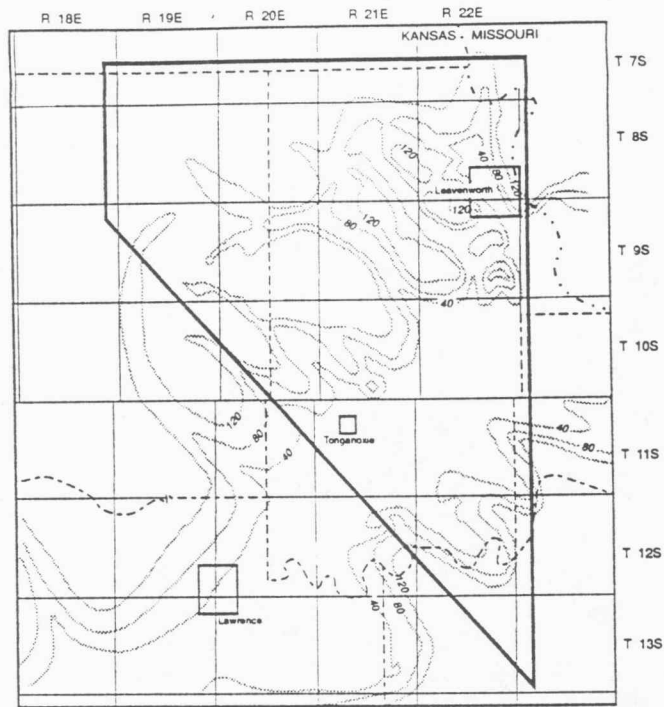 R 18E R 19E R 20E R 21E R 22E
KANSAS MISSOURI
T 7S
T 8S
120
40
80
120
Leavenworth
120
120
80
T 9S
40
T 10S
120
80
40
Tonganoxie
40
80
T 11S
T 12S
120
80
40
Lawrence
T 13S